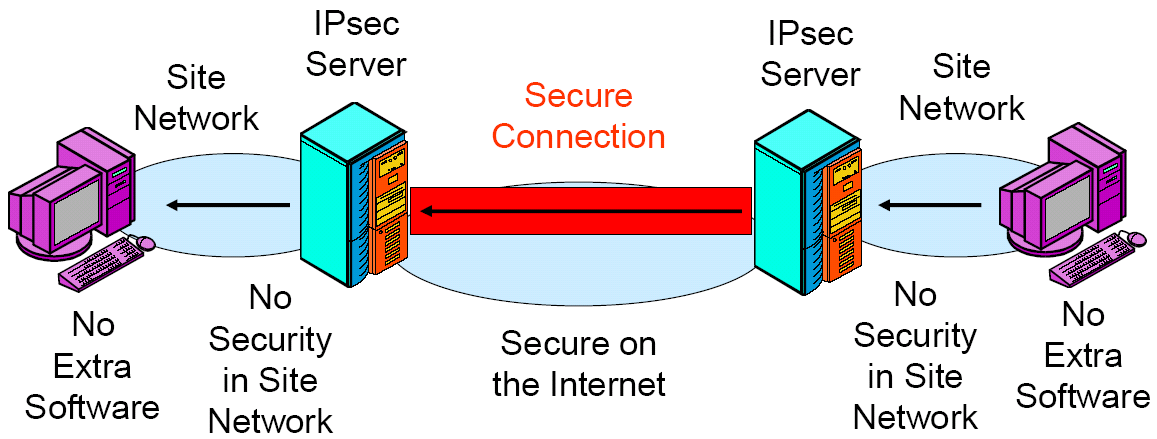 IPsec
Server
IPsec
Server
Site
Network
Secure
Connection
Site
Network
No
Extra
Software
No
Security
in Site
Network
Secure on
the Internet
No
Security
in Site
Network
No
Extra
Software